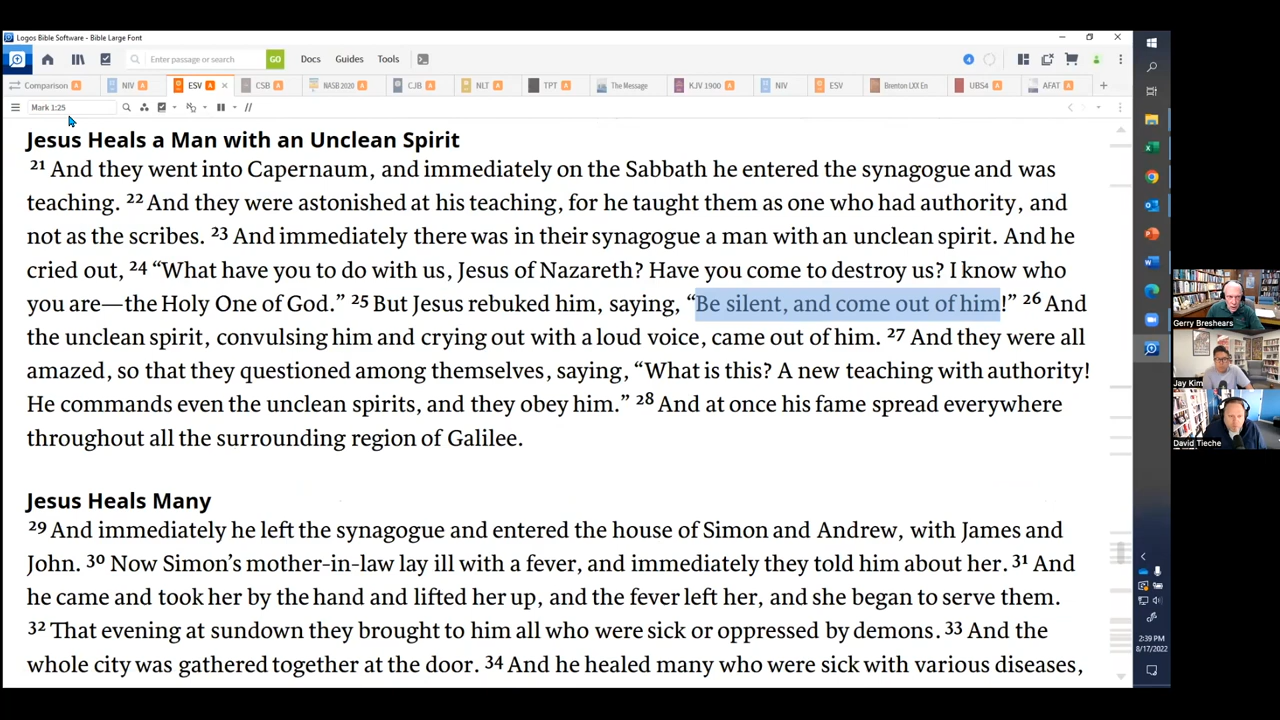 Logos Bible Software - Bible Large Font
Enter passage or search GO Docs Guides Tools 4
Comparison A NIV A ESV A CSB A NASB 2020 A CJB A NLT A TPT A The Message KJV 1900 A NIV ESV Brenton LXX En UBS4 A AFAT A
Mark 1:25
Jesus Heals a Man with an Unclean Spirit
21 And they went into Capernaum, and immediately on the Sabbath he entered the synagogue and was
teaching. 22 And they were astonished at his teaching, for he taught them as one who had authority, and
not as the scribes. 23 And immediately there was in their synagogue a man with an unclean spirit. And he
cried out, 24 “What have you to do with us, Jesus of Nazareth? Have you come to destroy us? I know who
you are—the Holy One of God.” 25 But Jesus rebuked him, saying, “Be silent, and come out of him!” 26 And
the unclean spirit, convulsing him and crying out with a loud voice, came out of him. 27 And they were all
amazed, so that they questioned among themselves, saying, “What is this? A new teaching with authority!
He commands even the unclean spirits, and they obey him.” 28 And at once his fame spread everywhere
throughout all the surrounding region of Galilee.
Jesus Heals Many
29 And immediately he left the synagogue and entered the house of Simon and Andrew, with James and
John. 30 Now Simon’s mother-in-law lay ill with a fever, and immediately they told him about her. 31 And
he came and took her by the hand and lifted her up, and the fever left her, and she began to serve them.
32 That evening at sundown they brought to him all who were sick or oppressed by demons. 33 And the
whole city was gathered together at the door. 34 And he healed many who were sick with various diseases,
Gerry Breshears
Jay Kim
David Tieche
2:39 PM
8/17/2022